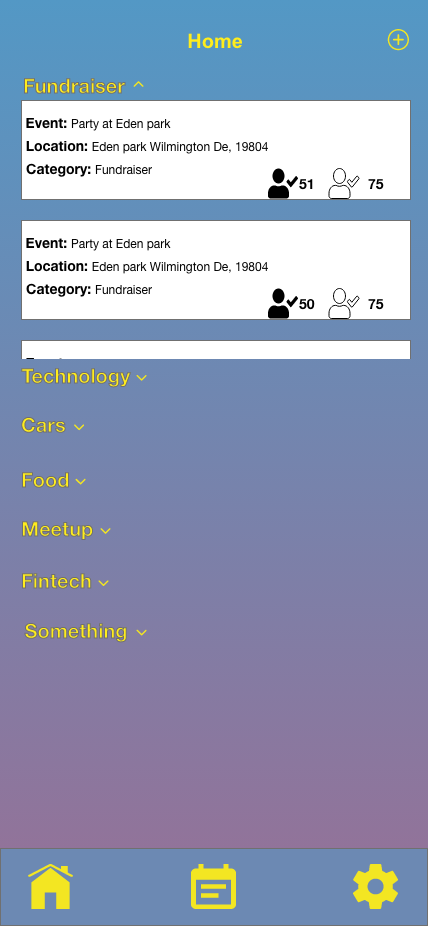 Home
Fundraiser
Event: Party at Eden park
Location: Eden park Wilmington De, 19804
Category: Fundraiser
51 75
Event: Party at Eden park
Location: Eden park Wilmington De, 19804
Category: Fundraiser
50 75
Technology
Cars
Food
Meetup
Fintech
Something